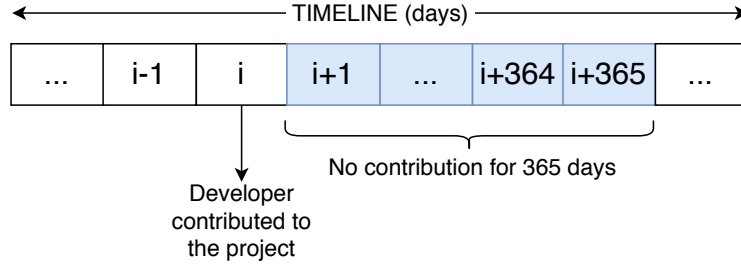 TIMELINE (days)
... i-1 i i+1 ... i+364 i+365 ...
No contribution for 365 days
Developer
contributed to
the project